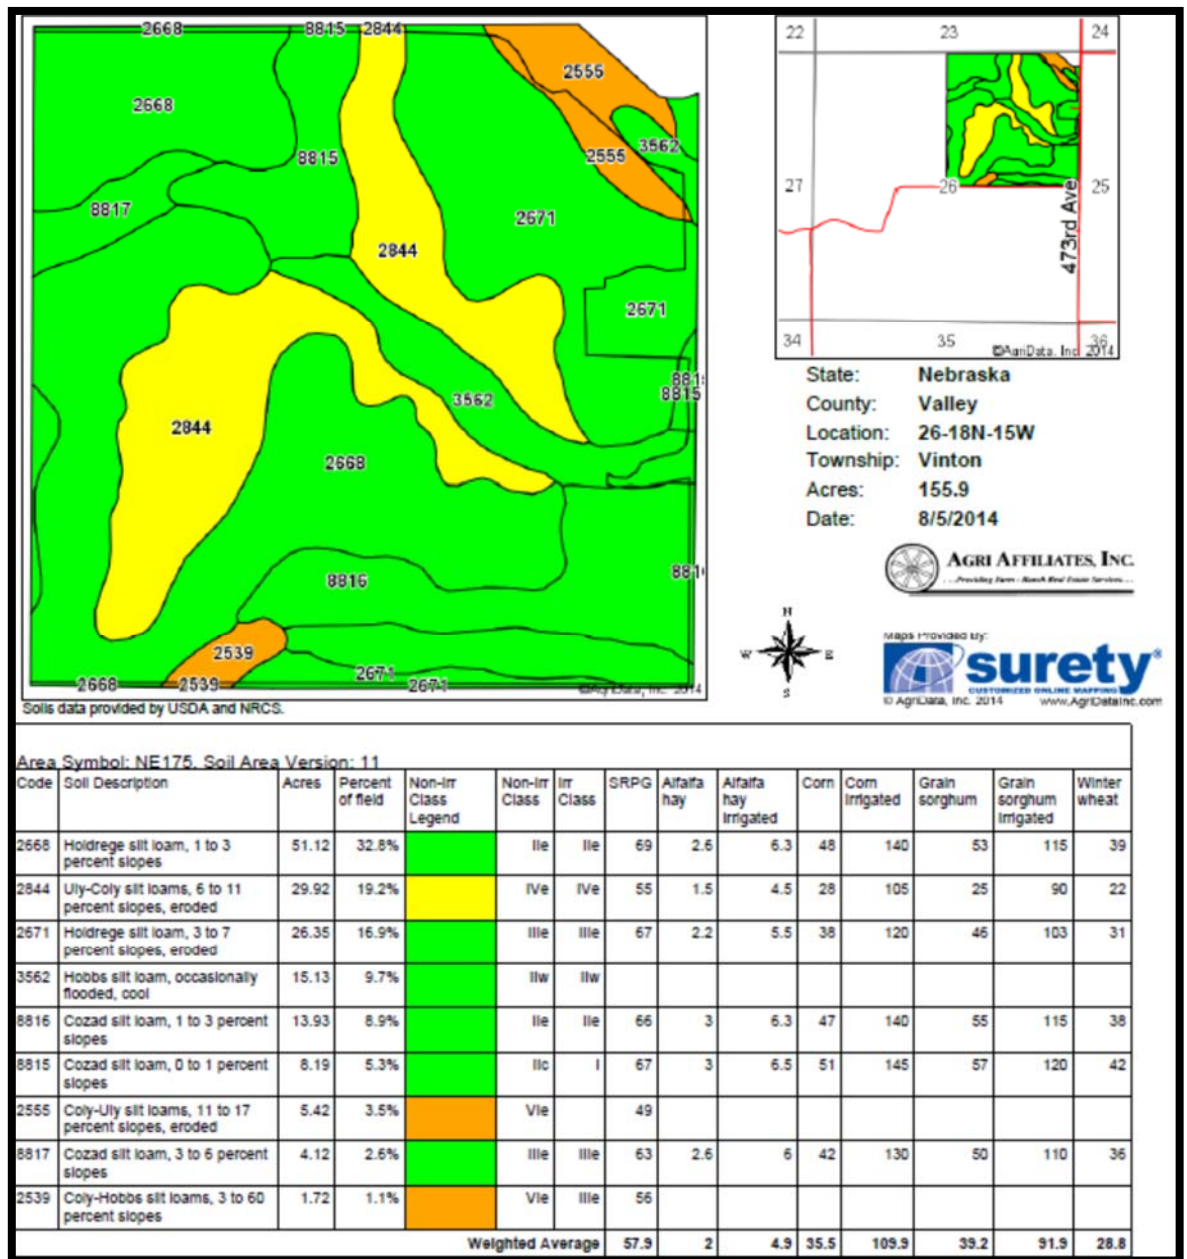 2668
8815
2844
2555
2668
3562
8815
2555
8817
2671
2844
2671
8815
3562
2844
2668
8816
2539
2671
2668
2539
2671
©AgriData, Inc. 2014
Soils data provided by USDA and NRCS.
22
23
24
27
26
25
473rd Ave
34
35
36
©AgriData, Inc. 2014
State: Nebraska
County: Valley
Location: 26-18N-15W
Township: Vinton
Acres: 155.9
Date: 8/5/2014
AGRI AFFILIATES, INC.
...Providing Farm - Ranch Real Estate Services...
N
W E
S
Maps Provided By:
surety®
CUSTOMIZED ONLINE MAPPING
© AgriData, Inc. 2014 www.AgriDataInc.com
Area Symbol: NE175, Soil Area Version: 11
Code Soil Description Acres Percent of field Non-Irr Class Legend Non-Irr Class Irr Class SRPG Alfalfa hay Alfalfa hay Irrigated Corn Corn Irrigated Grain sorghum Grain sorghum Irrigated Winter wheat
2668 Holdrege silt loam, 1 to 3 percent slopes 51.12 32.8% IIe IIe 69 2.6 6.3 48 140 53 115 39
2844 Uly-Coly silt loams, 6 to 11 percent slopes, eroded 29.92 19.2% IVe IVe 55 1.5 4.5 28 105 25 90 22
2671 Holdrege silt loam, 3 to 7 percent slopes, eroded 26.35 16.9% IIIe IIIe 67 2.2 5.5 38 120 46 103 31
3562 Hobbs silt loam, occasionally flooded, cool 15.13 9.7% IIw IIw
8816 Cozad silt loam, 1 to 3 percent slopes 13.93 8.9% IIe IIe 66 3 6.3 47 140 55 115 38
8815 Cozad silt loam, 0 to 1 percent slopes 8.19 5.3% IIc I 67 3 6.5 51 145 57 120 42
2555 Coly-Uly silt loams, 11 to 17 percent slopes, eroded 5.42 3.5% VIe 49
8817 Cozad silt loam, 3 to 6 percent slopes 4.12 2.6% IIIe IIIe 63 2.6 6 42 130 50 110 36
2539 Coly-Hobbs silt loams, 3 to 60 percent slopes 1.72 1.1% VIe IIIe 56
Weighted Average 57.9 2 4.9 35.5 109.9 39.2 91.9 28.8